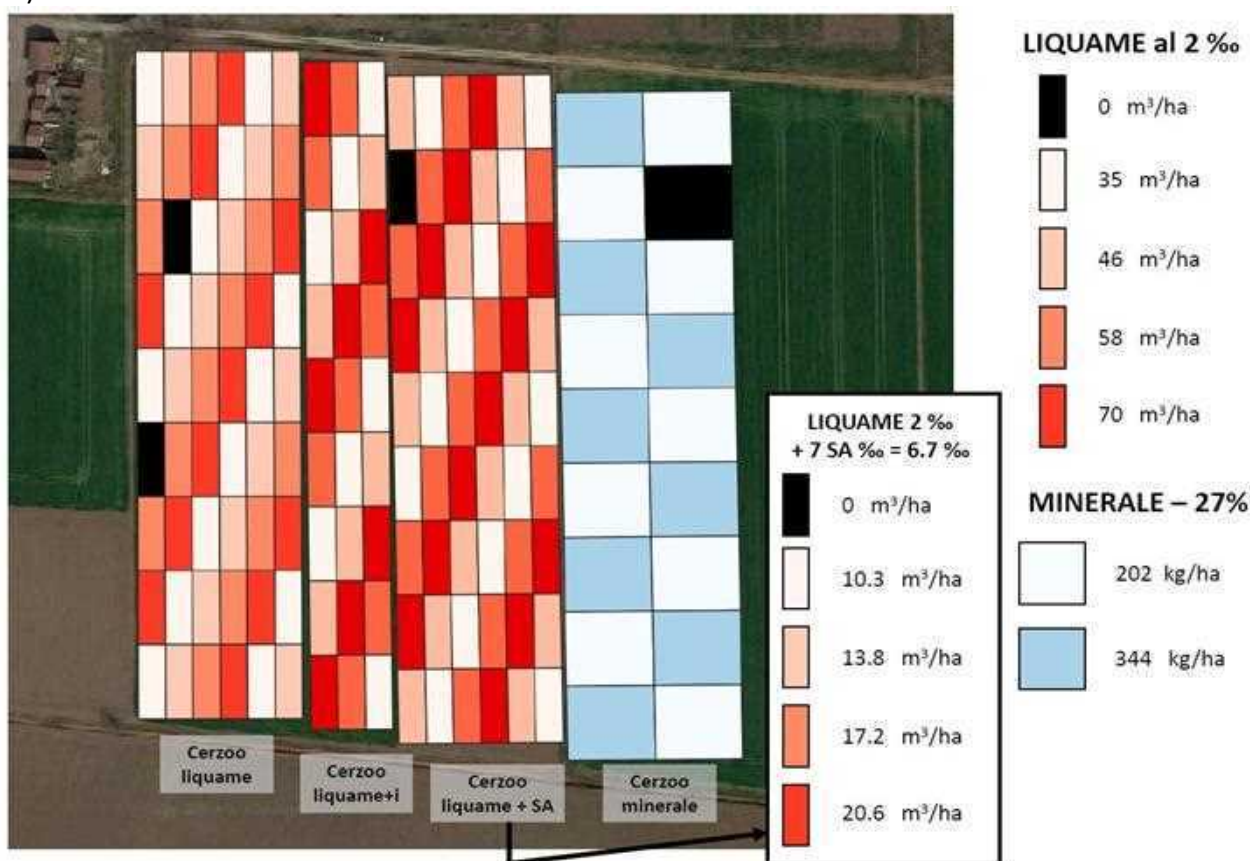 LIQUAME al 2 ‰
0 m³/ha
35 m³/ha
46 m³/ha
58 m³/ha
70 m³/ha
MINERALE – 27%
202 kg/ha
344 kg/ha
LIQUAME 2 ‰
+ 7 SA ‰ = 6.7 ‰
0 m³/ha
10.3 m³/ha
13.8 m³/ha
17.2 m³/ha
20.6 m³/ha
Cerzoo
liquame
Cerzoo
liquame+i
Cerzoo
liquame + SA
Cerzoo
minerale